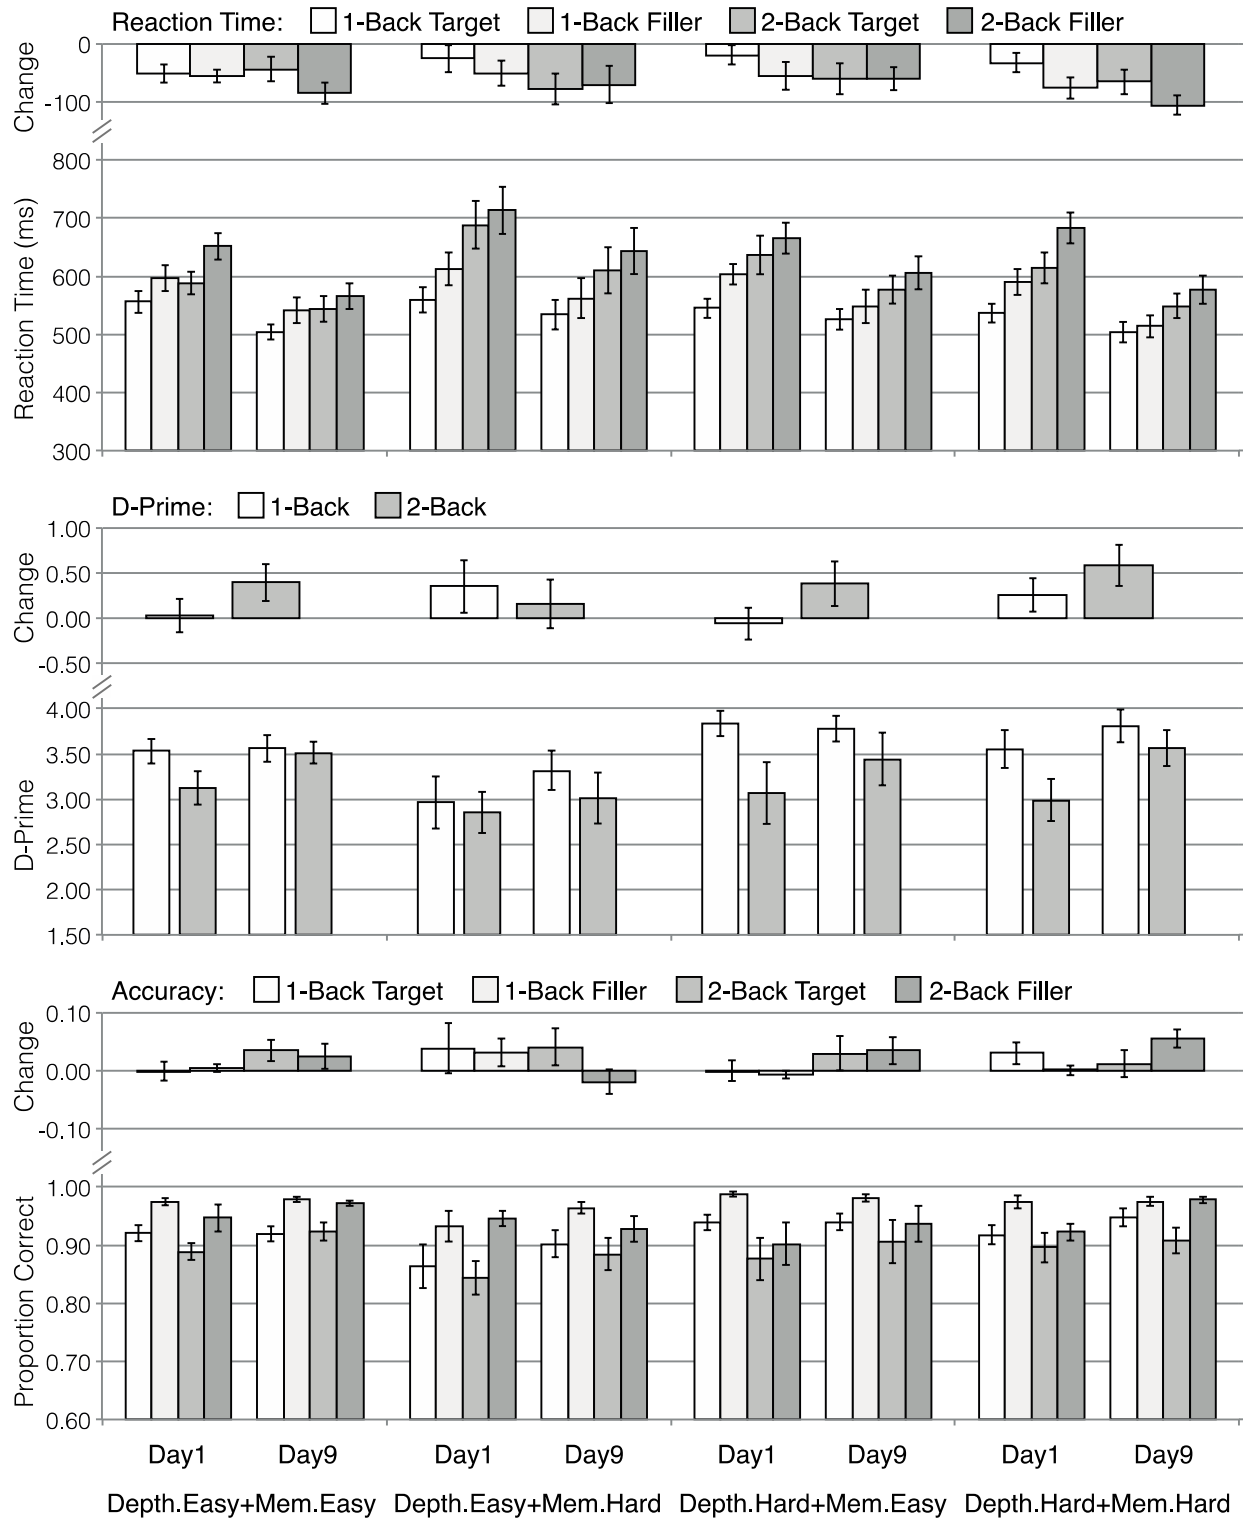 Reaction Time: 1-Back Target 1-Back Filler 2-Back Target 2-Back Filler
Change
0
-100
Reaction Time (ms)
800
700
600
500
400
300
D-Prime: 1-Back 2-Back
Change
1.00
0.50
0.00
-0.50
D-Prime
4.00
3.50
3.00
2.50
2.00
1.50
Accuracy: 1-Back Target 1-Back Filler 2-Back Target 2-Back Filler
Change
0.10
0.00
-0.10
Proportion Correct
1.00
0.90
0.80
0.70
0.60
Day1 Day9 Day1 Day9 Day1 Day9 Day1 Day9
Depth.Easy+Mem.Easy Depth.Easy+Mem.Hard Depth.Hard+Mem.Easy Depth.Hard+Mem.Hard